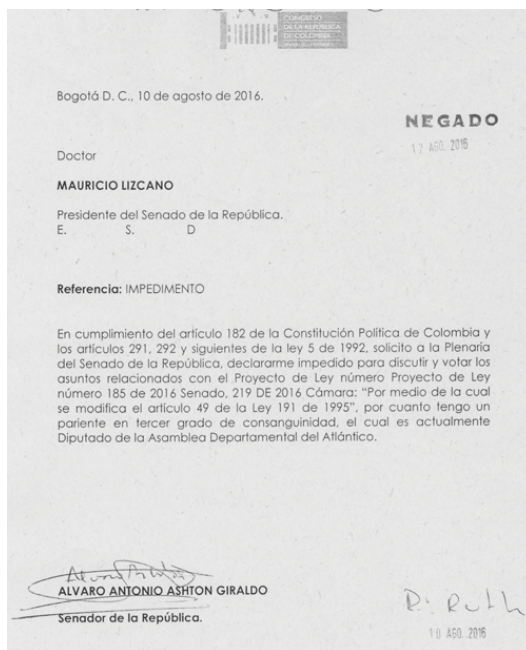 CONGRESO
DE LA REPÚBLICA
DE COLOMBIA
Bogotá D. C., 10 de agosto de 2016.
NEGADO
17 AGO. 2016
Doctor
MAURICIO LIZCANO
Presidente del Senado de la República.
E. S. D
Referencia: IMPEDIMENTO
En cumplimiento del artículo 182 de la Constitución Política de Colombia y
los artículos 291, 292 y siguientes de la ley 5 de 1992, solicito a la Plenaria
del Senado de la República, declararme impedido para discutir y votar los
asuntos relacionados con el Proyecto de Ley número Proyecto de Ley
número 185 de 2016 Senado, 219 DE 2016 Cámara: “Por medio de la cual
se modifica el artículo 49 de la Ley 191 de 1995”, por cuanto tengo un
pariente en tercer grado de consanguinidad, el cual es actualmente
Diputado de la Asamblea Departamental del Atlántico.
ALVARO ANTONIO ASHTON GIRALDO
Senador de la República.
R: Ruth
10 AGO. 2016